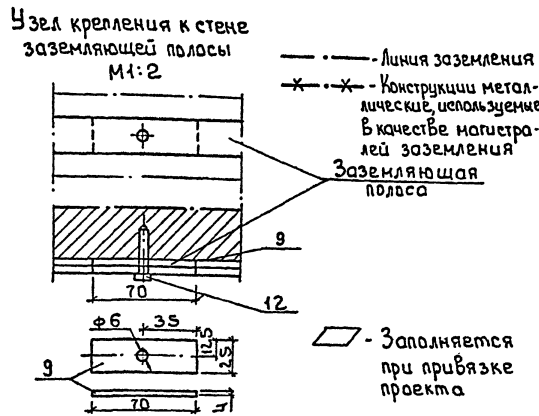 Узел крепления к стене
заземляющей полосы
М1:2
- Линия заземления
- Конструкции метал-
лические, используемые
в качестве магистра-
лей заземления
Заземляющая
полоса
9
70
12
ф6
35
12,5
25
9
70
4
- Заполняется
при привязке
проекта